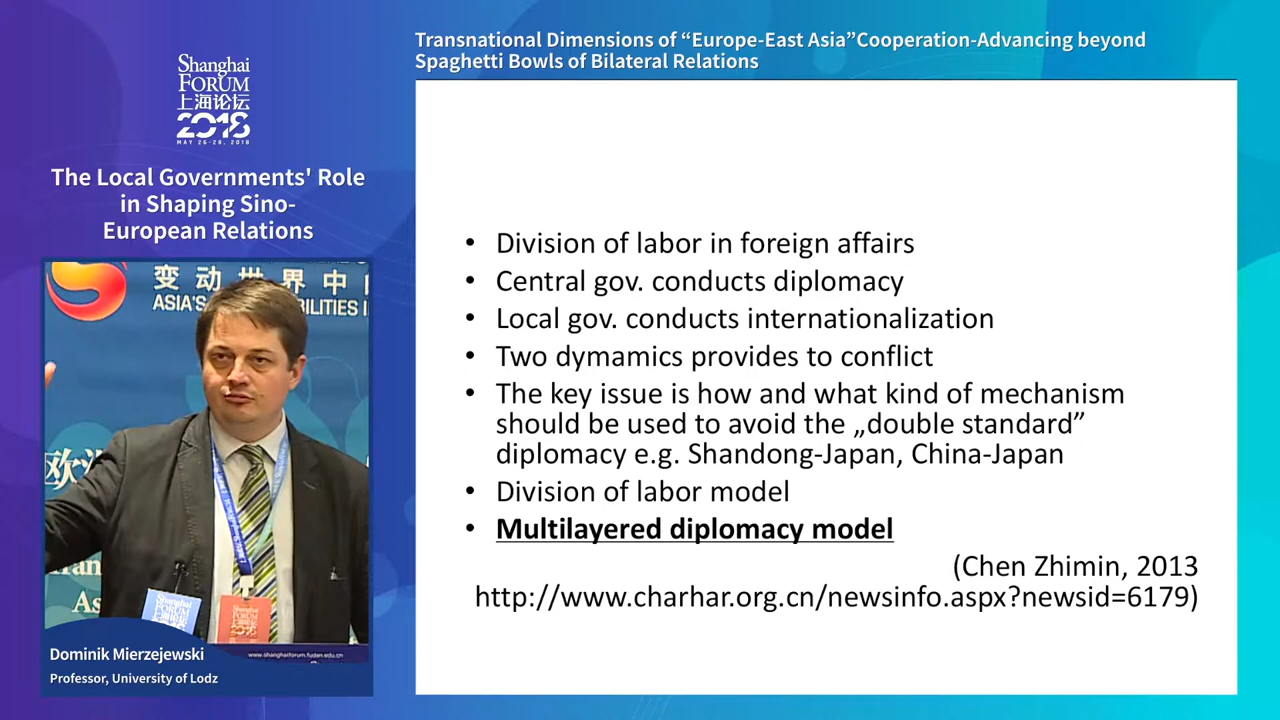 Shanghai
FORUM
上海论坛
2018
MAY 26-28, 2018
The Local Governments' Role
in Shaping Sino-
European Relations
变动世界中
ASIA'S
BILITIES I
欧
As
Shanghai
FORUM
2018
www.shanghaiforum.fudan.edu.cn
Dominik Mierzejewski
Professor, University of Lodz
Transnational Dimensions of “Europe-East Asia”Cooperation-Advancing beyond
Spaghetti Bowls of Bilateral Relations
• Division of labor in foreign affairs
• Central gov. conducts diplomacy
• Local gov. conducts internationalization
• Two dymamics provides to conflict
• The key issue is how and what kind of mechanism
should be used to avoid the „double standard”
diplomacy e.g. Shandong-Japan, China-Japan
• Division of labor model
• Multilayered diplomacy model
(Chen Zhimin, 2013
http://www.charhar.org.cn/newsinfo.aspx?newsid=6179)